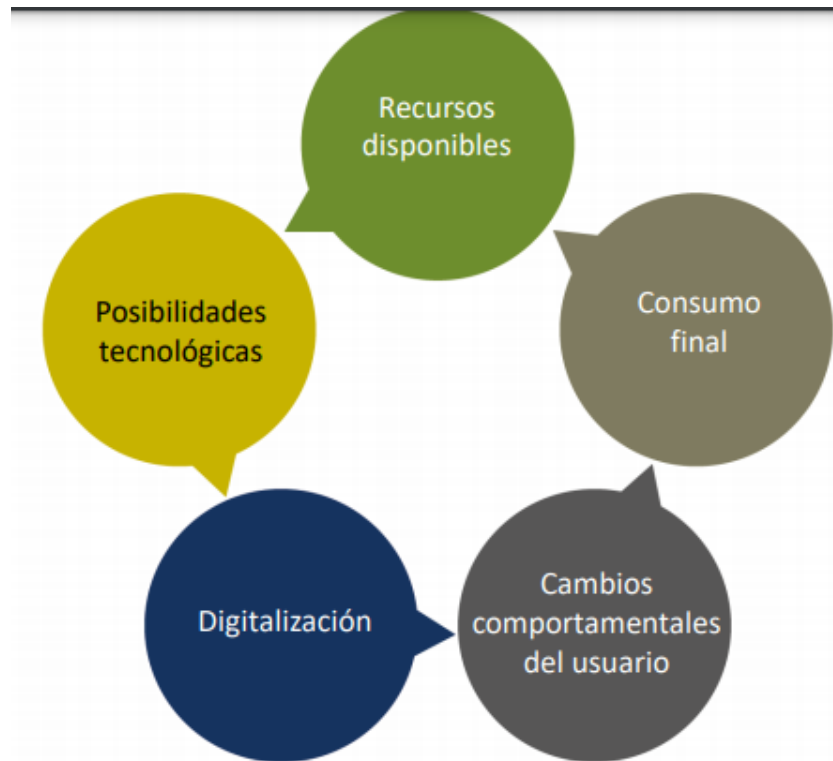 Recursos
disponibles
Posibilidades
tecnológicas
Consumo
final
Digitalización
Cambios
comportamentales
del usuario